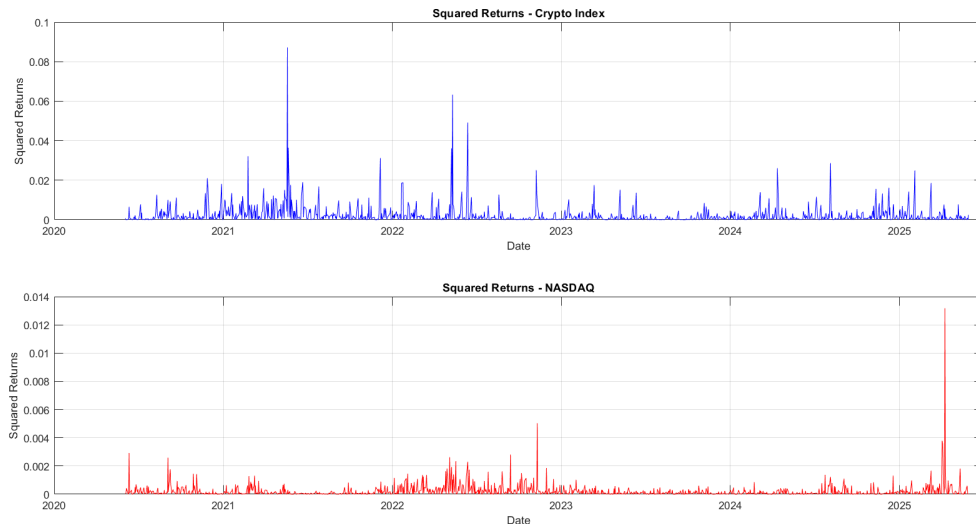 Squared Returns - Crypto Index
0.1
0.08
0.06
0.04
0.02
0
Squared Returns
2020 2021 2022 2023 2024 2025
Date
Squared Returns - NASDAQ
0.014
0.012
0.01
0.008
0.006
0.004
0.002
0
Squared Returns
2020 2021 2022 2023 2024 2025
Date